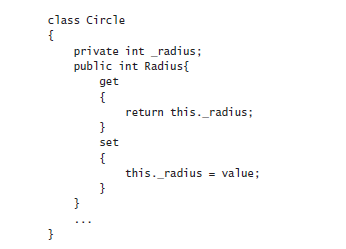 class Circle
{
    private int _radius;
    public int Radius{
        get
        {
            return this._radius;
        }
        set
        {
            this._radius = value;
        }
    }
    ...
}